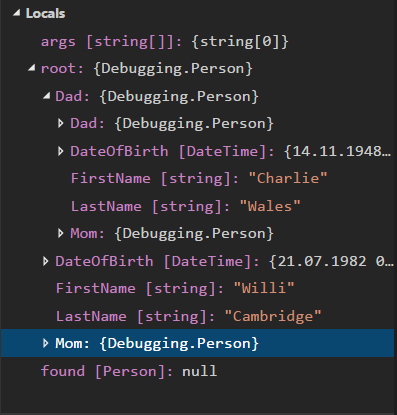 Locals
args [string[]]: {string[0]}
root: {Debugging.Person}
Dad: {Debugging.Person}
Dad: {Debugging.Person}
DateOfBirth [DateTime]: {14.11.1948…
FirstName [string]: "Charlie"
LastName [string]: "Wales"
Mom: {Debugging.Person}
DateOfBirth [DateTime]: {21.07.1982 0…
FirstName [string]: "Willi"
LastName [string]: "Cambridge"
Mom: {Debugging.Person}
found [Person]: null